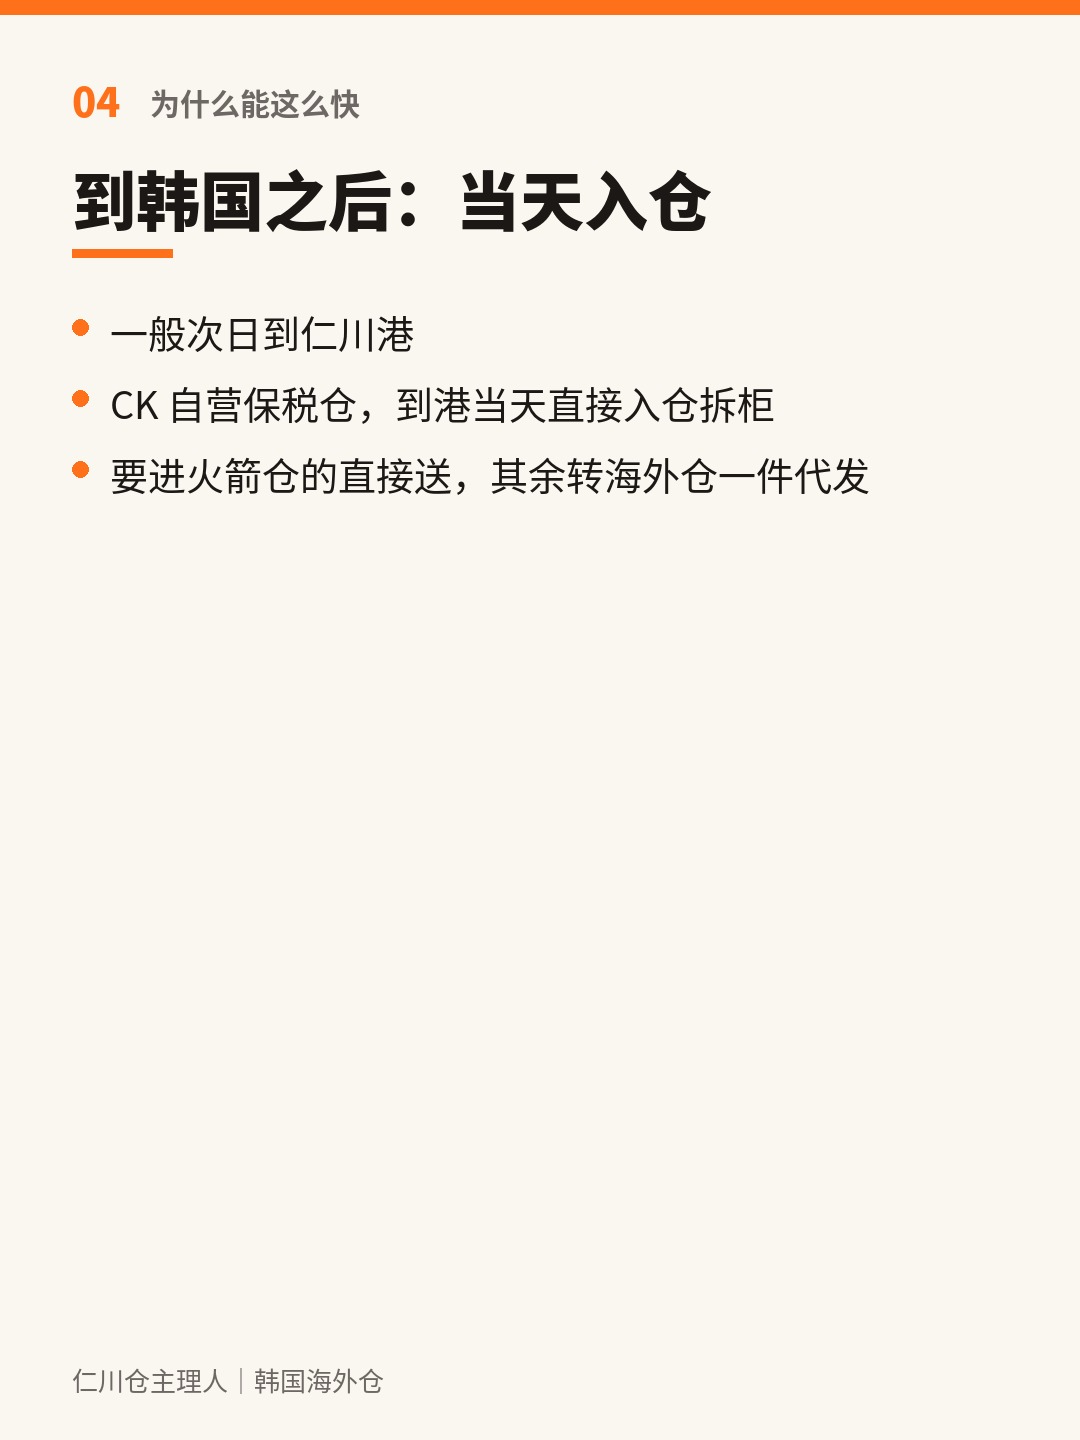 04 为什么能这么快
到韩国之后：当天入仓
一般次日到仁川港
CK 自营保税仓，到港当天直接入仓拆柜
要进火箭仓的直接送，其余转海外仓一件代发
仁川仓主理人｜韩国海外仓